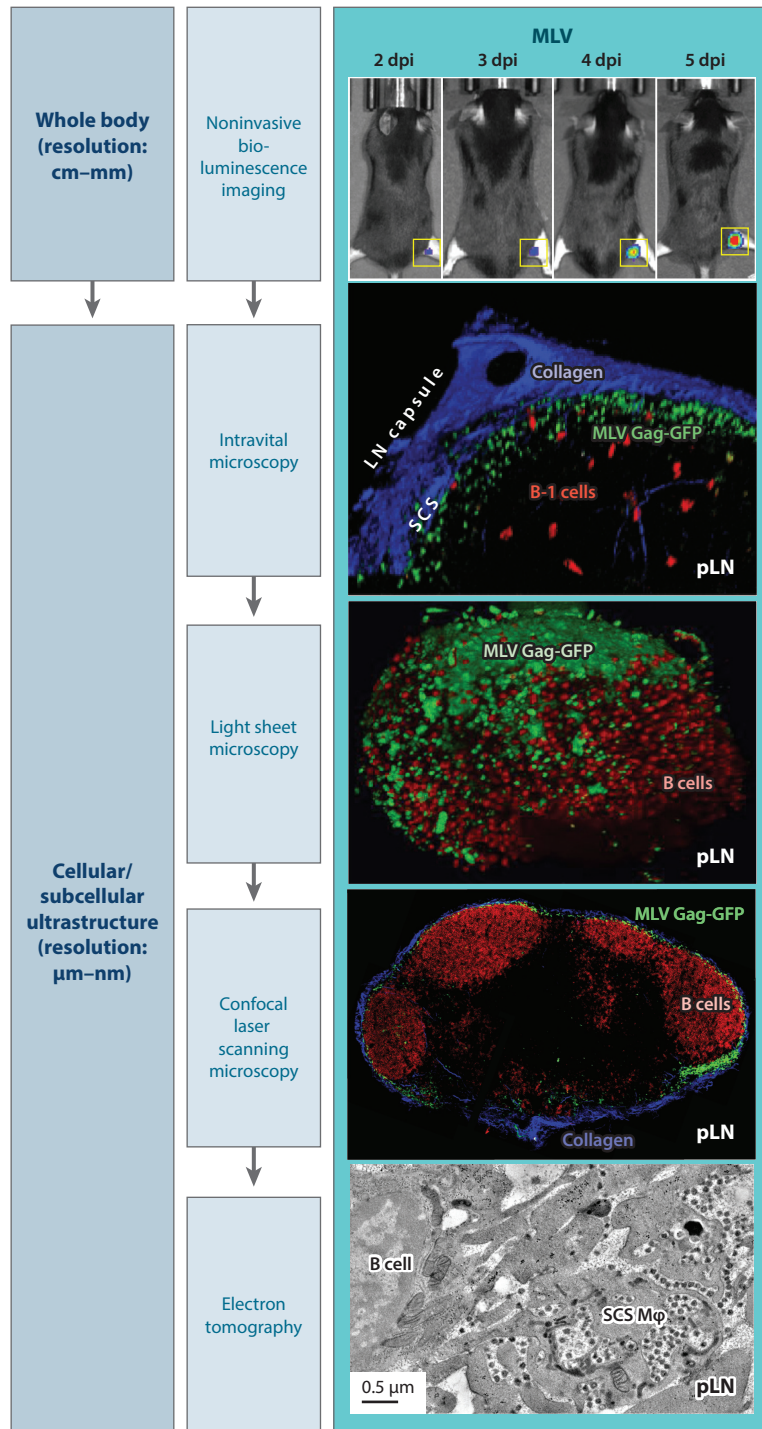 Whole body
(resolution:
cm–mm)
Noninvasive
bio-
luminescence
imaging
MLV
2 dpi
3 dpi
4 dpi
5 dpi
Cellular/
subcellular
ultrastructure
(resolution:
μm–nm)
Intravital
microscopy
LN capsule
SCS
Collagen
MLV Gag-GFP
B-1 cells
pLN
Light sheet
microscopy
MLV Gag-GFP
B cells
pLN
Confocal
laser
scanning
microscopy
MLV Gag-GFP
B cells
Collagen
pLN
Electron
tomography
B cell
SCS Mφ
0.5 μm
pLN